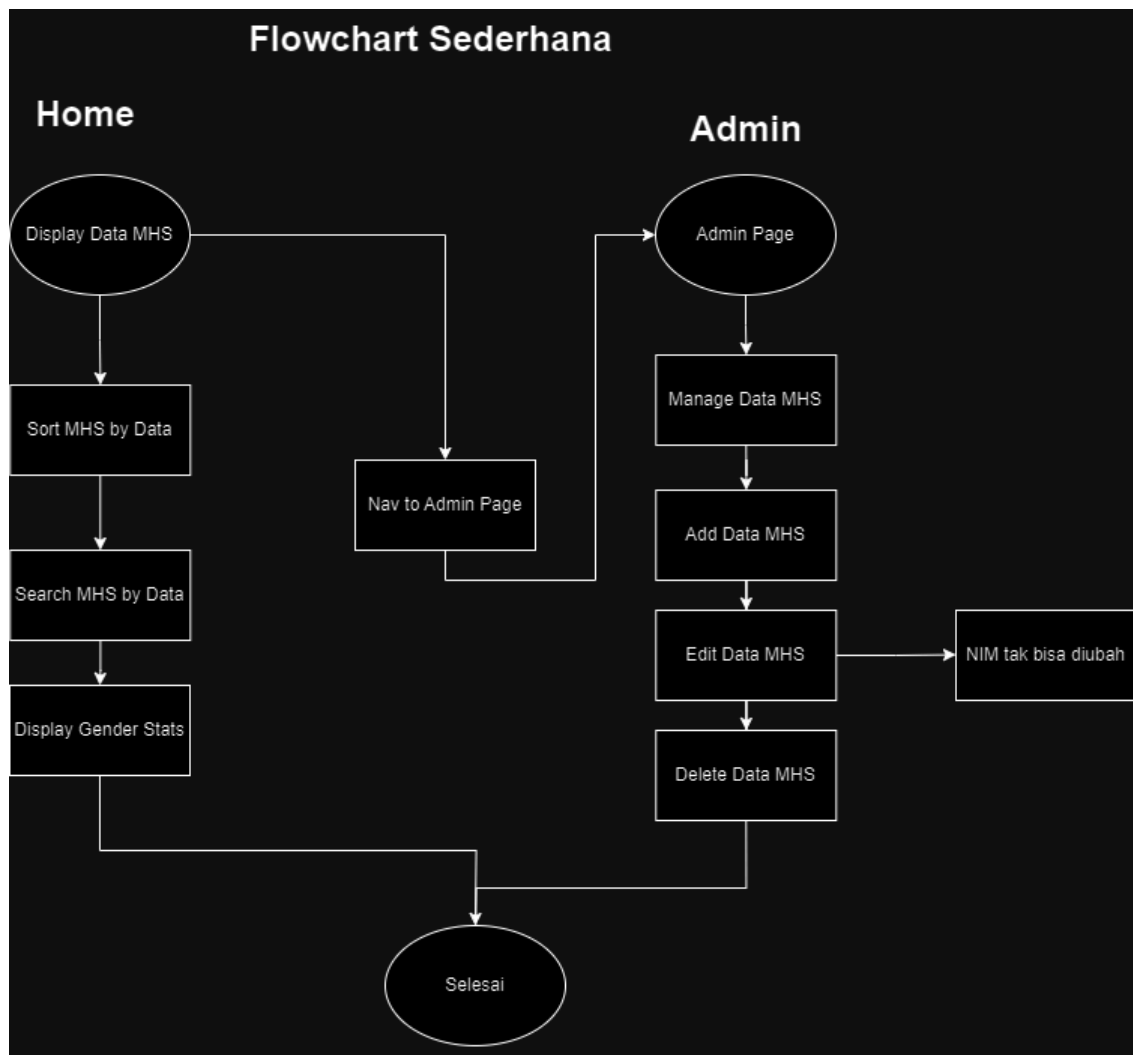 Flowchart Sederhana
Home
Admin
Display Data MHS
Admin Page
Sort MHS by Data
Manage Data MHS
Nav to Admin Page
Add Data MHS
Search MHS by Data
Edit Data MHS
NIM tak bisa diubah
Display Gender Stats
Delete Data MHS
Selesai